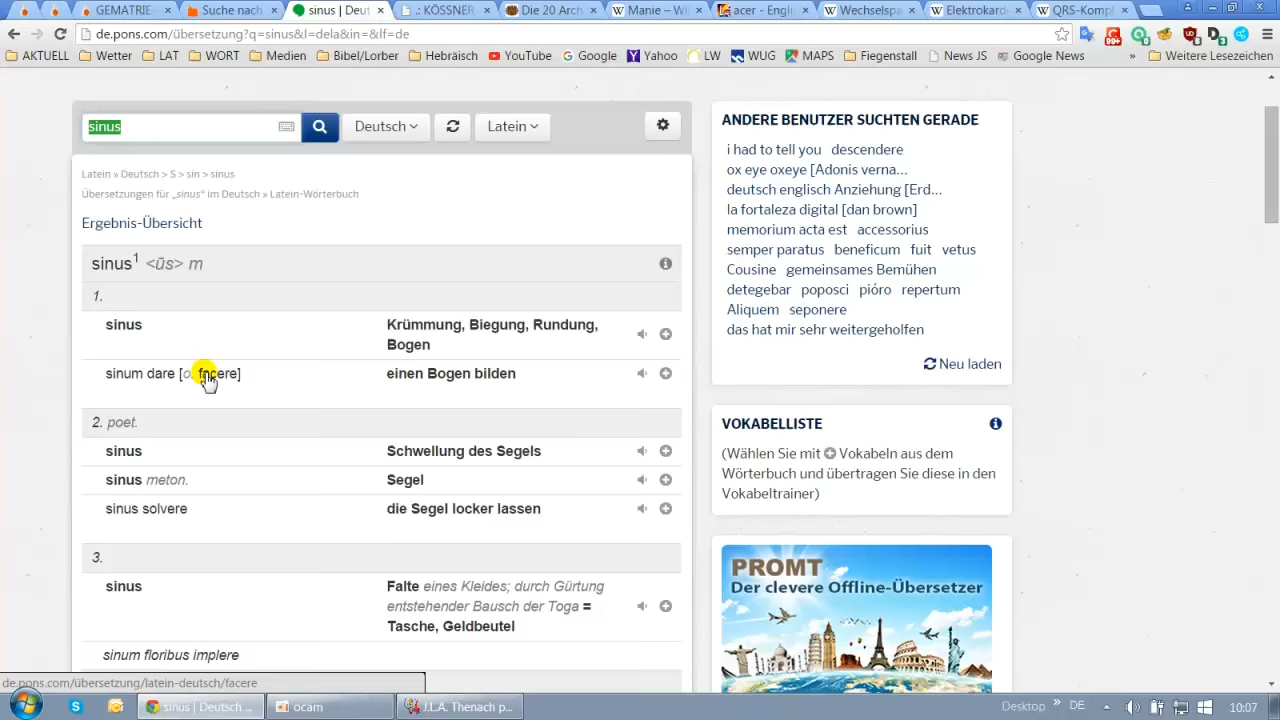 GEMATRIE -
Suche nach
sinus | Deut
.: KÖSSNER
Die 20 Arch
Manie – W
acer - Engli
Wechselspa
Elektrokard
QRS-Kompl
de.pons.com/übersetzung?q=sinus&l=dela&in=&lf=de
99+
AKTUELL
Wetter
LAT
WORT
Medien
Bibel/Lorber
Hebräisch
YouTube
Google
Yahoo
LW
WUG
MAPS
Fiegenstall
News JS
Google News
»
Weitere Lesezeichen
sinus
Deutsch
Latein
Latein » Deutsch > S > sin > sinus
Übersetzungen für „sinus“ im Deutsch » Latein-Wörterbuch
Ergebnis-Übersicht
sinus¹ <ūs> m
1.
sinus
Krümmung, Biegung, Rundung,
Bogen
sinum dare [o. facere]
einen Bogen bilden
2. poet.
sinus
Schwellung des Segels
sinus meton.
Segel
sinus solvere
die Segel locker lassen
3.
sinus
Falte eines Kleides; durch Gürtung
entstehender Bausch der Toga =
Tasche, Geldbeutel
sinum floribus implere
ANDERE BENUTZER SUCHTEN GERADE
i had to tell you descendere
ox eye oxeye [Adonis verna...
deutsch englisch Anziehung [Erd...
la fortaleza digital [dan brown]
memorium acta est accessorius
semper paratus beneficum fuit vetus
Cousine gemeinsames Bemühen
detegebar poposci pióro repertum
Aliquem seponere
das hat mir sehr weitergeholfen
Neu laden
VOKABELLISTE
(Wählen Sie mit Vokabeln aus dem
Wörterbuch und übertragen Sie diese in den
Vokabeltrainer)
PROMT
Der clevere Offline-Übersetzer
de.pons.com/übersetzung/latein-deutsch/facere
sinus | Deutsch ...
ocam
J.L.A. Thenach p...
Desktop
»
DE
10:07